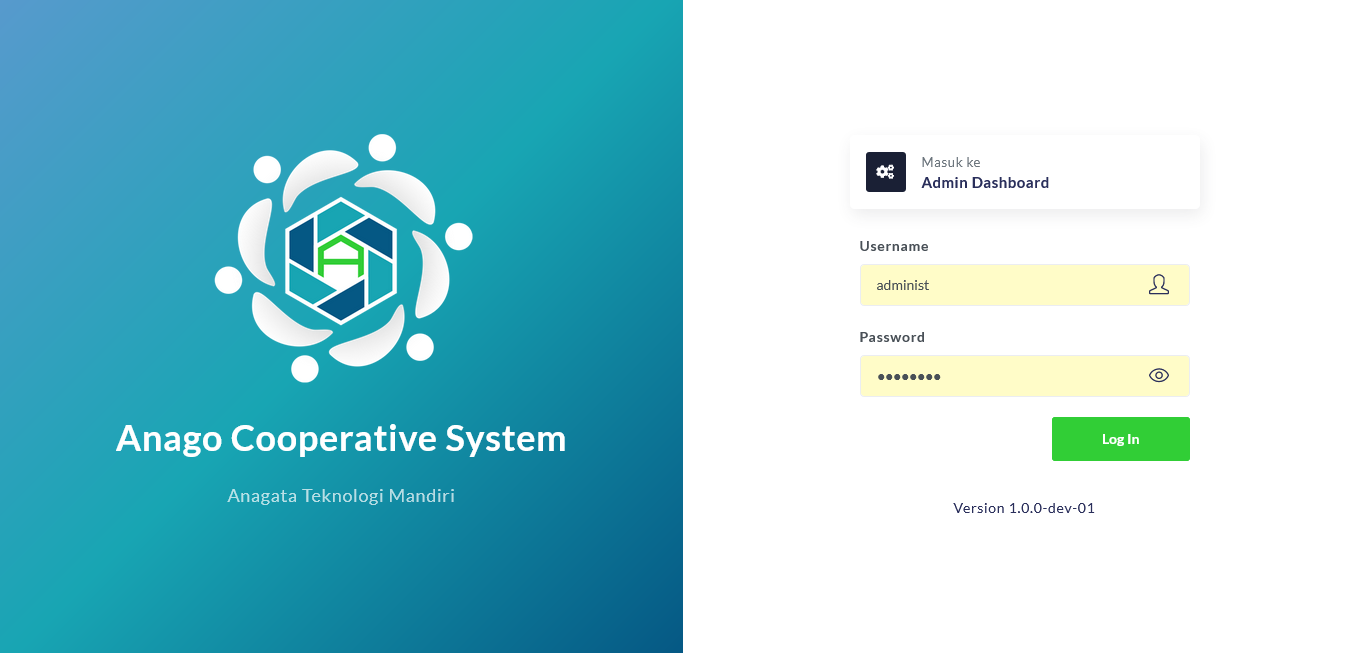 Anago Cooperative System
Anagata Teknologi Mandiri
Masuk ke
Admin Dashboard
Username
administ
Password
••••••••
Log In
Version 1.0.0-dev-01